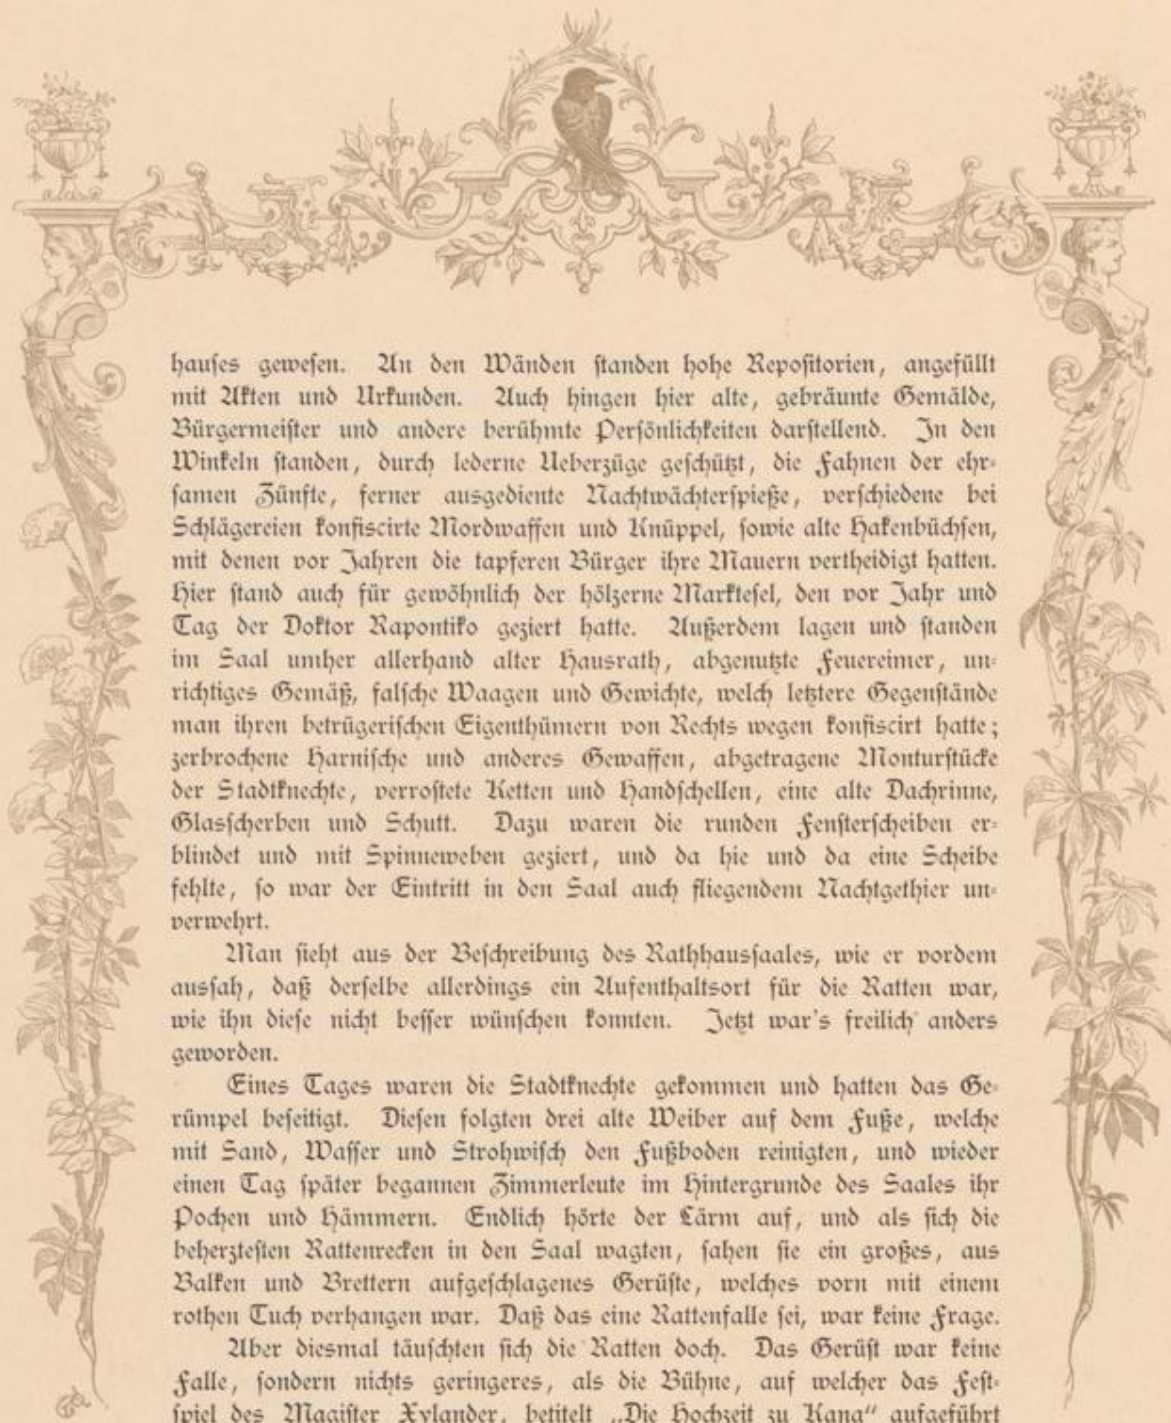 hauses gewesen. An den Wänden standen hohe Repositorien, angefüllt
mit Akten und Urkunden. Auch hingen hier alte, gebräunte Gemälde,
Bürgermeister und andere berühmte Persönlichkeiten darstellend. In den
Winkeln standen, durch lederne Ueberzüge geschützt, die Fahnen der ehr-
samen Zünfte, ferner ausgediente Nachtwächterspieße, verschiedene bei
Schlägereien konfiscirte Mordwaffen und Knüppel, sowie alte Hakenbüchsen,
mit denen vor Jahren die tapferen Bürger ihre Mauern vertheidigt hatten.
Hier stand auch für gewöhnlich der hölzerne Marktesel, den vor Jahr und
Tag der Doktor Rapontiko geziert hatte. Außerdem lagen und standen
im Saal umher allerhand alter Hausrath, abgenutzte Feuereimer, un-
richtiges Gemäß, falsche Waagen und Gewichte, welch letztere Gegenstände
man ihren betrügerischen Eigenthümern von Rechts wegen konfiscirt hatte;
zerbrochene Harnische und anderes Gewaffen, abgetragene Monturstücke
der Stadtknechte, verrostete Ketten und Handschellen, eine alte Dachrinne,
Glasscherben und Schutt. Dazu waren die runden Fensterscheiben er-
blindet und mit Spinneweben geziert, und da hie und da eine Scheibe
fehlte, so war der Eintritt in den Saal auch fliegendem Nachtgethier un-
verwehrt.
Man sieht aus der Beschreibung des Rathhaussaales, wie er vordem
aussah, daß derselbe allerdings ein Aufenthaltsort für die Ratten war,
wie ihn diese nicht besser wünschen konnten. Jetzt war's freilich anders
geworden.
Eines Tages waren die Stadtknechte gekommen und hatten das Ge-
rümpel beseitigt. Diesen folgten drei alte Weiber auf dem Fuße, welche
mit Sand, Wasser und Strohwisch den Fußboden reinigten, und wieder
einen Tag später begannen Zimmerleute im Hintergrunde des Saales ihr
Pochen und Hämmern. Endlich hörte der Lärm auf, und als sich die
beherztesten Rattenrecken in den Saal wagten, sahen sie ein großes, aus
Balken und Brettern aufgeschlagenes Gerüste, welches vorn mit einem
rothen Tuch verhangen war. Daß das eine Rattenfalle sei, war keine Frage.
Aber diesmal täuschten sich die Ratten doch. Das Gerüst war keine
Falle, sondern nichts geringeres, als die Bühne, auf welcher das Fest-
spiel des Magister Xylander, betitelt „Die Hochzeit zu Kana“ aufgeführt